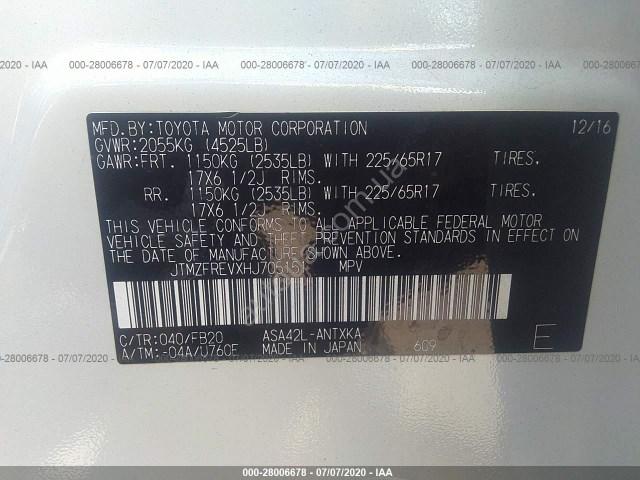 000-28006678 - 07/07/2020 - IAA
MFD.BY:TOYOTA MOTOR CORPORATION 12/16
GVWR:2055KG (4525LB)
GAWR:FRT. 1150KG (2535LB) WITH 225/65R17 TIRES.
17X6 1/2J RIMS.
RR. 1150KG (2535LB) WITH 225/65R17 TIRES.
17X6 1/2J RIMS.
THIS VEHICLE CONFORMS TO ALL APPLICABLE FEDERAL MOTOR
VEHICLE SAFETY AND THEFT PREVENTION STANDARDS IN EFFECT ON
THE DATE OF MANUFACTURE SHOWN ABOVE.
MPV
C/TR:040/FB20 ASA42L-ANTXKA
A/TM:-04A/U760E MADE IN JAPAN 609 E
000-28006678 - 07/07/2020 - IAA